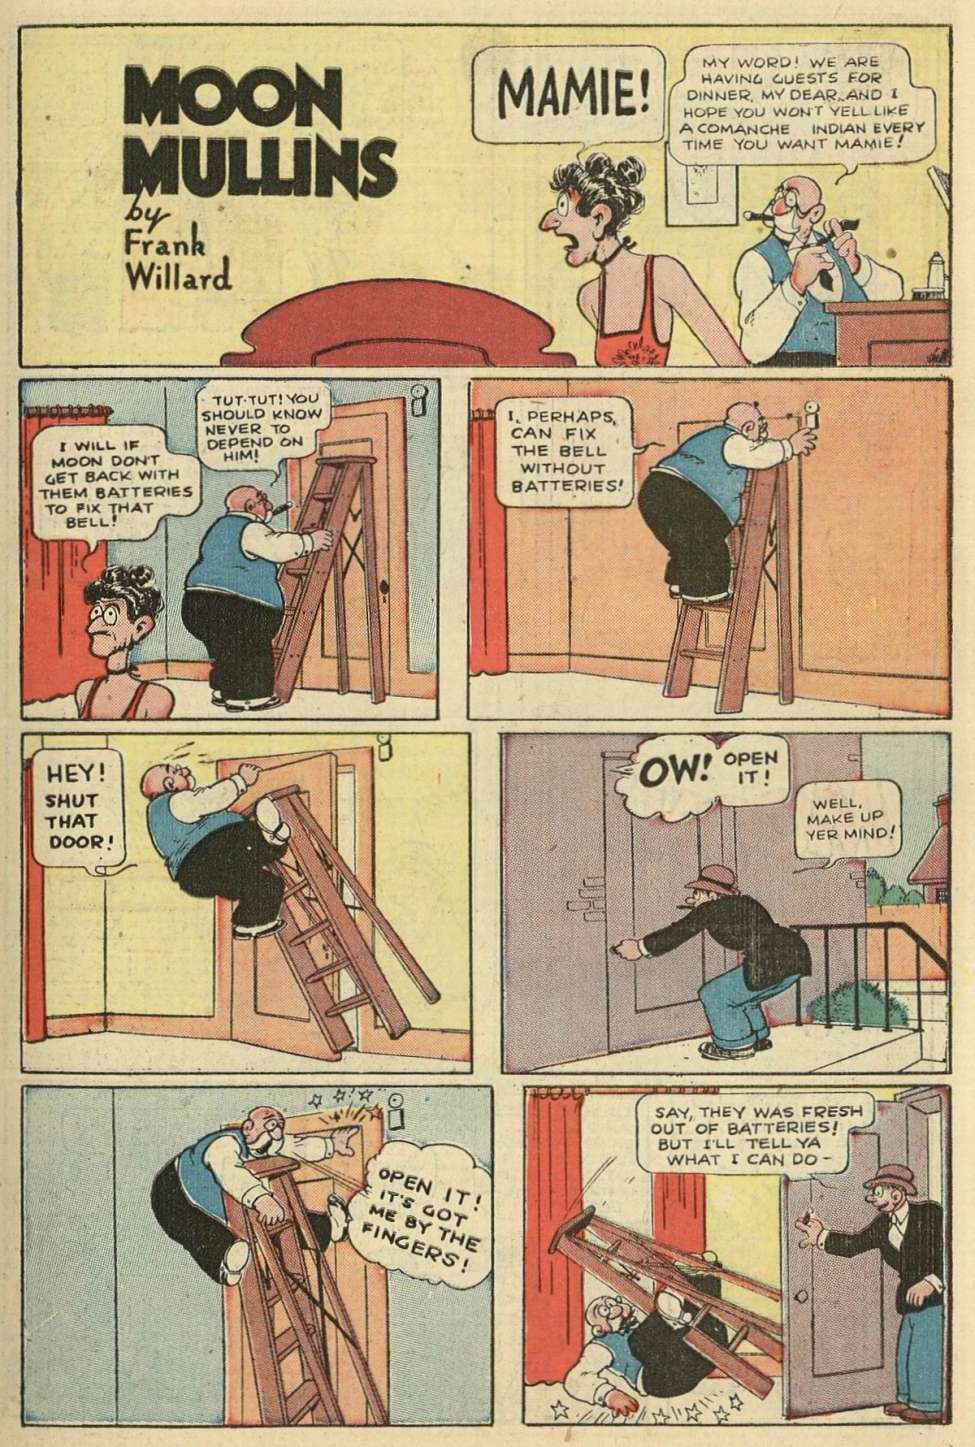 MOON
MULLINS
by
Frank
Willard
MAMIE!
MY WORD! WE ARE
HAVING GUESTS FOR
DINNER, MY DEAR, AND I
HOPE YOU WON'T YELL LIKE
A COMANCHE INDIAN EVERY
TIME YOU WANT MAMIE!
I WILL IF
MOON DON'T
GET BACK WITH
THEM BATTERIES
TO FIX THAT
BELL!
TUT-TUT! YOU
SHOULD KNOW
NEVER TO
DEPEND ON
HIM!
I, PERHAPS,
CAN FIX
THE BELL
WITHOUT
BATTERIES!
HEY!
SHUT
THAT
DOOR!
OW! OPEN
IT!
WELL,
MAKE UP
YER MIND!
OPEN IT!
IT'S GOT
ME BY THE
FINGERS!
SAY, THEY WAS FRESH
OUT OF BATTERIES!
BUT I'LL TELL YA
WHAT I CAN DO-